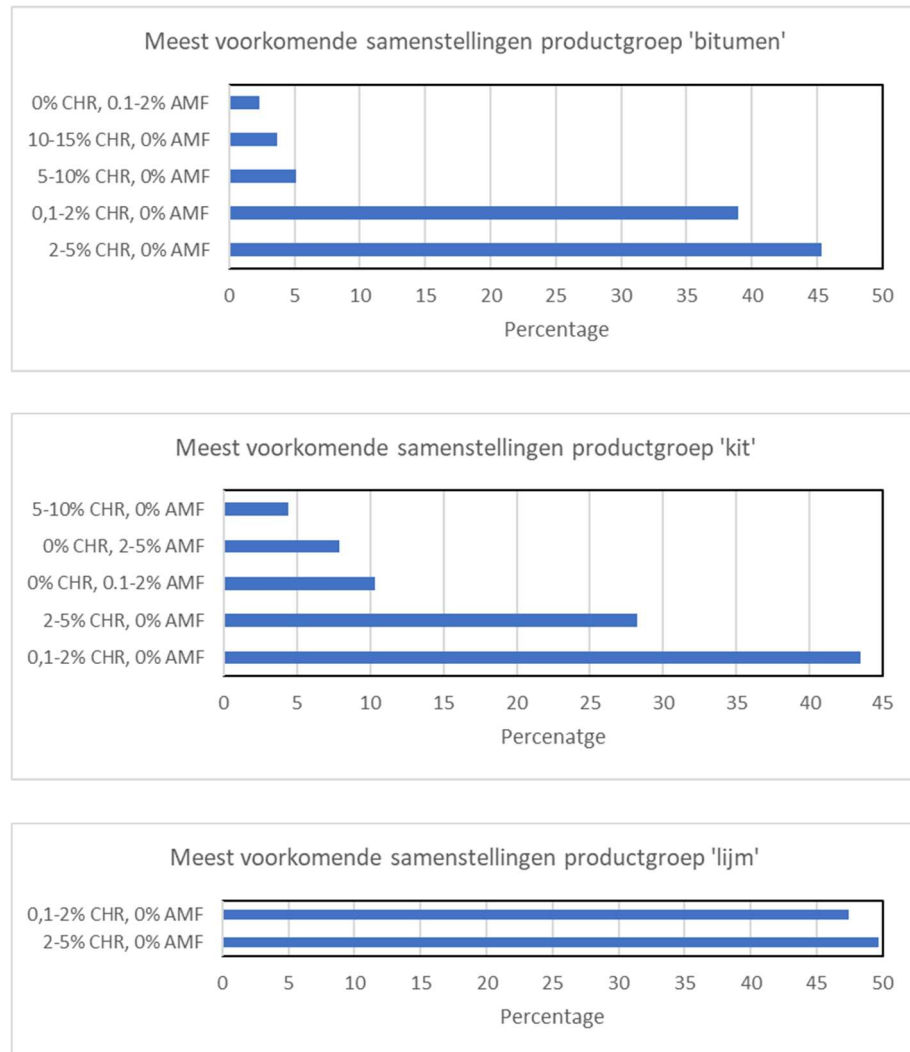 Meest voorkomende samenstellingen productgroep 'bitumen'
0% CHR, 0.1-2% AMF
10-15% CHR, 0% AMF
5-10% CHR, 0% AMF
0,1-2% CHR, 0% AMF
2-5% CHR, 0% AMF
0 5 10 15 20 25 30 35 40 45 50
Percentage
Meest voorkomende samenstellingen productgroep 'kit'
5-10% CHR, 0% AMF
0% CHR, 2-5% AMF
0% CHR, 0.1-2% AMF
2-5% CHR, 0% AMF
0,1-2% CHR, 0% AMF
0 5 10 15 20 25 30 35 40 45
Percenatge
Meest voorkomende samenstellingen productgroep 'lijm'
0,1-2% CHR, 0% AMF
2-5% CHR, 0% AMF
0 5 10 15 20 25 30 35 40 45 50
Percentage